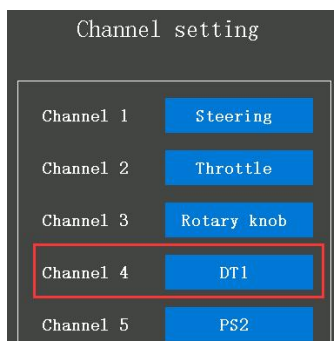 Channel setting
Channel 1 Steering
Channel 2 Throttle
Channel 3 Rotary knob
Channel 4 DT1
Channel 5 PS2